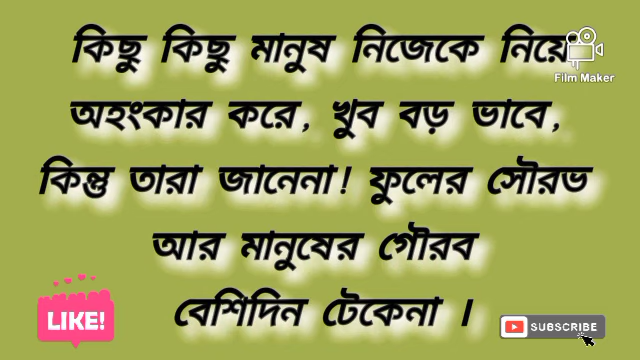 কিছু কিছু মানুষ নিজেকে নিয়ে
Film Maker
অহংকার করে, খুব বড় ভাবে,
কিন্তু তারা জানেনা! ফুলের সৌরভ
আর মানুষের গৌরব
বেশিদিন টেকেনা ।
LIKE!
SUBSCRIBE